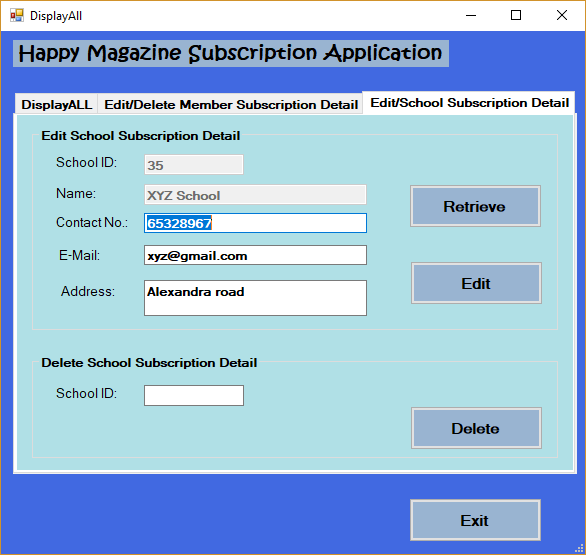 DisplayAll
Happy Magazine Subscription Application
DisplayALL Edit/Delete Member Subscription Detail Edit/School Subscription Detail
Edit School Subscription Detail
School ID: 35
Name: XYZ School
Retrieve
Contact No.: 65328967
E-Mail: xyz@gmail.com
Edit
Address: Alexandra road
Delete School Subscription Detail
School ID:
Delete
Exit